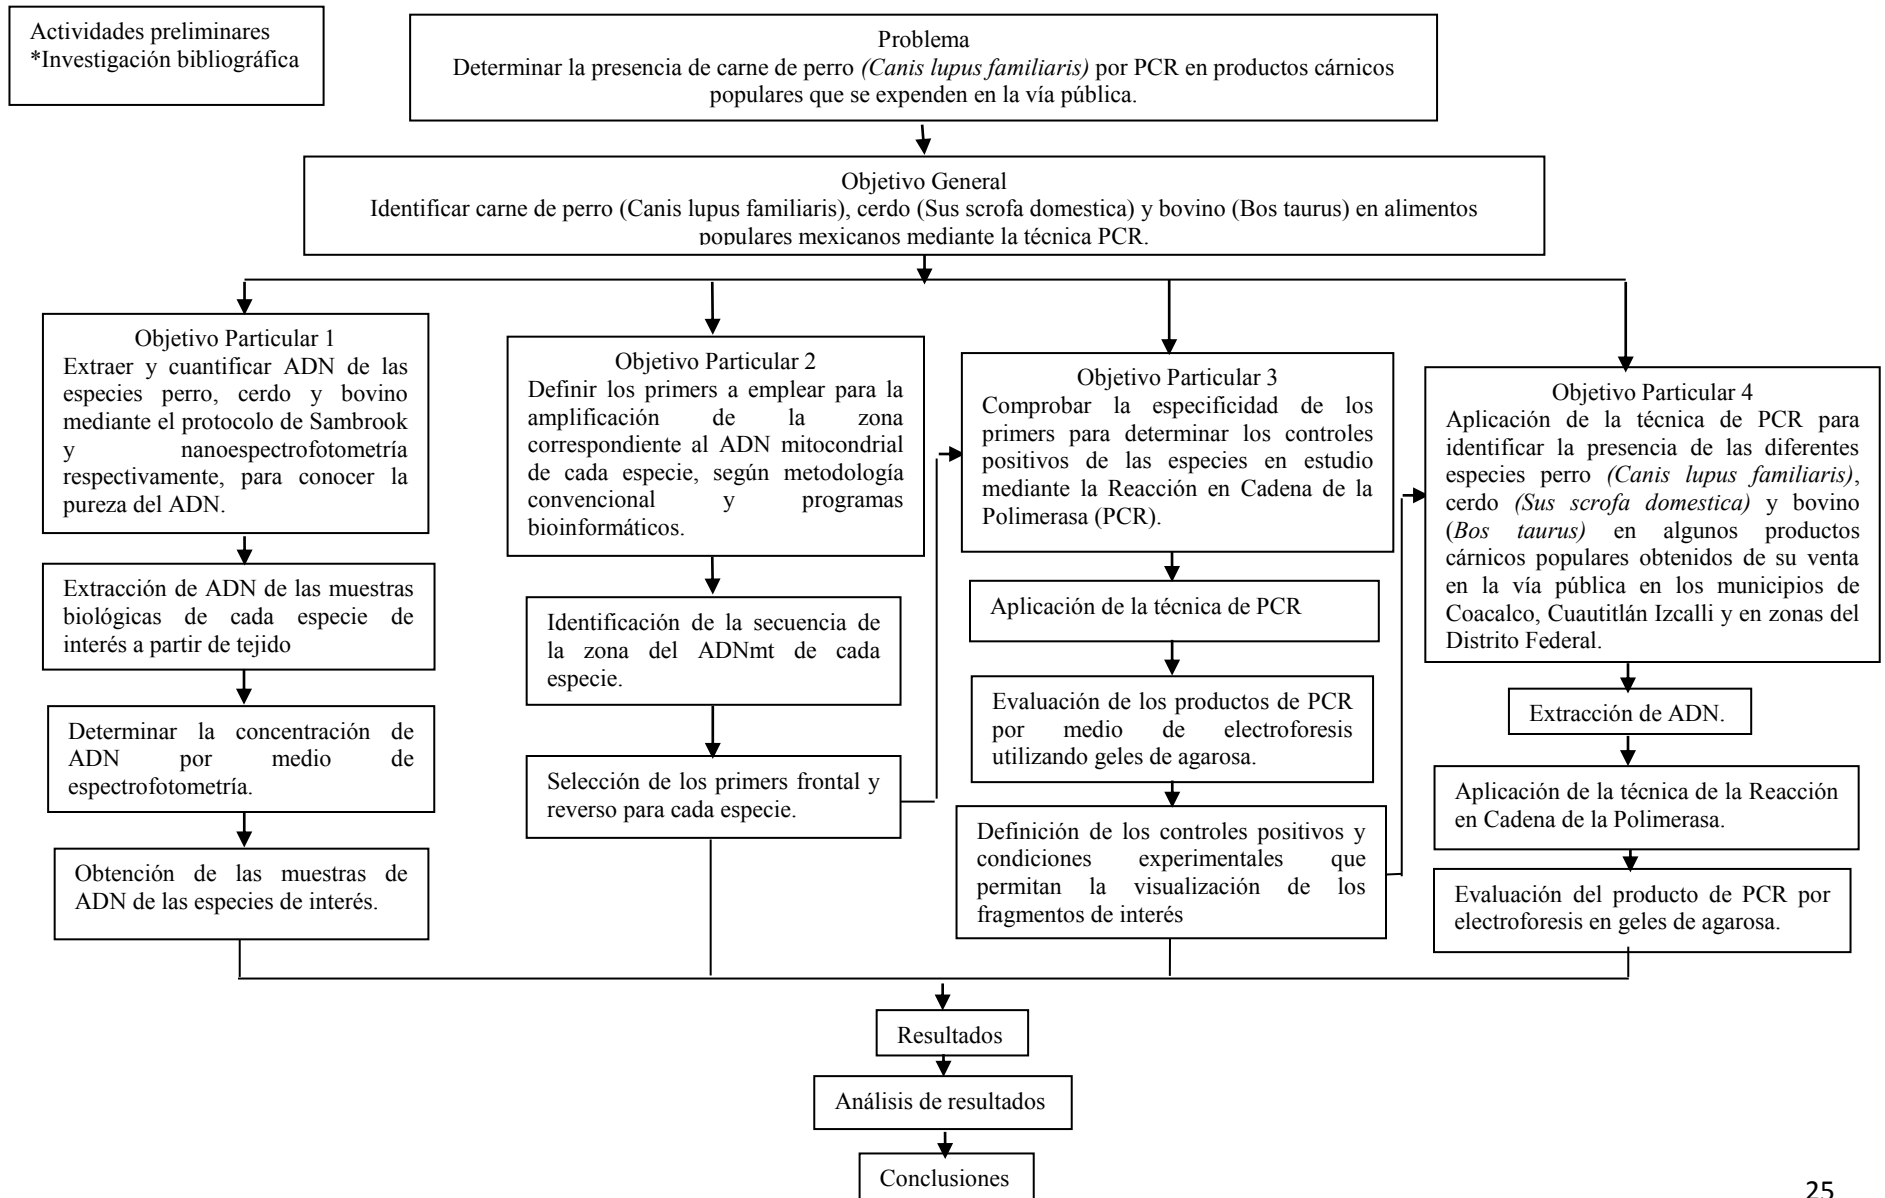 Actividades preliminares
*Investigación bibliográfica
Problema
Determinar la presencia de carne de perro (Canis lupus familiaris) por PCR en productos cárnicos
populares que se expenden en la vía pública.
Objetivo General
Identificar carne de perro (Canis lupus familiaris), cerdo (Sus scrofa domestica) y bovino (Bos taurus) en alimentos
populares mexicanos mediante la técnica PCR.
Objetivo Particular 1
Extraer y cuantificar ADN de las
especies perro, cerdo y bovino
mediante el protocolo de Sambrook
y nanoespectrofotometría
respectivamente, para conocer la
pureza del ADN.
Extracción de ADN de las muestras
biológicas de cada especie de
interés a partir de tejido
Determinar la concentración de
ADN por medio de
espectrofotometría.
Obtención de las muestras de
ADN de las especies de interés.
Objetivo Particular 2
Definir los primers a emplear para la
amplificación de la zona
correspondiente al ADN mitocondrial
de cada especie, según metodología
convencional y programas
bioinformáticos.
Identificación de la secuencia de
la zona del ADNmt de cada
especie.
Selección de los primers frontal y
reverso para cada especie.
Objetivo Particular 3
Comprobar la especificidad de los
primers para determinar los controles
positivos de las especies en estudio
mediante la Reacción en Cadena de la
Polimerasa (PCR).
Aplicación de la técnica de PCR
Evaluación de los productos de PCR
por medio de electroforesis
utilizando geles de agarosa.
Definición de los controles positivos y
condiciones experimentales que
permitan la visualización de los
fragmentos de interés
Objetivo Particular 4
Aplicación de la técnica de PCR para
identificar la presencia de las diferentes
especies perro (Canis lupus familiaris),
cerdo (Sus scrofa domestica) y bovino
(Bos taurus) en algunos productos
cárnicos populares obtenidos de su venta
en la vía pública en los municipios de
Coacalco, Cuautitlán Izcalli y en zonas del
Distrito Federal.
Extracción de ADN.
Aplicación de la técnica de la Reacción
en Cadena de la Polimerasa.
Evaluación del producto de PCR por
electroforesis en geles de agarosa.
Resultados
Análisis de resultados
Conclusiones
25